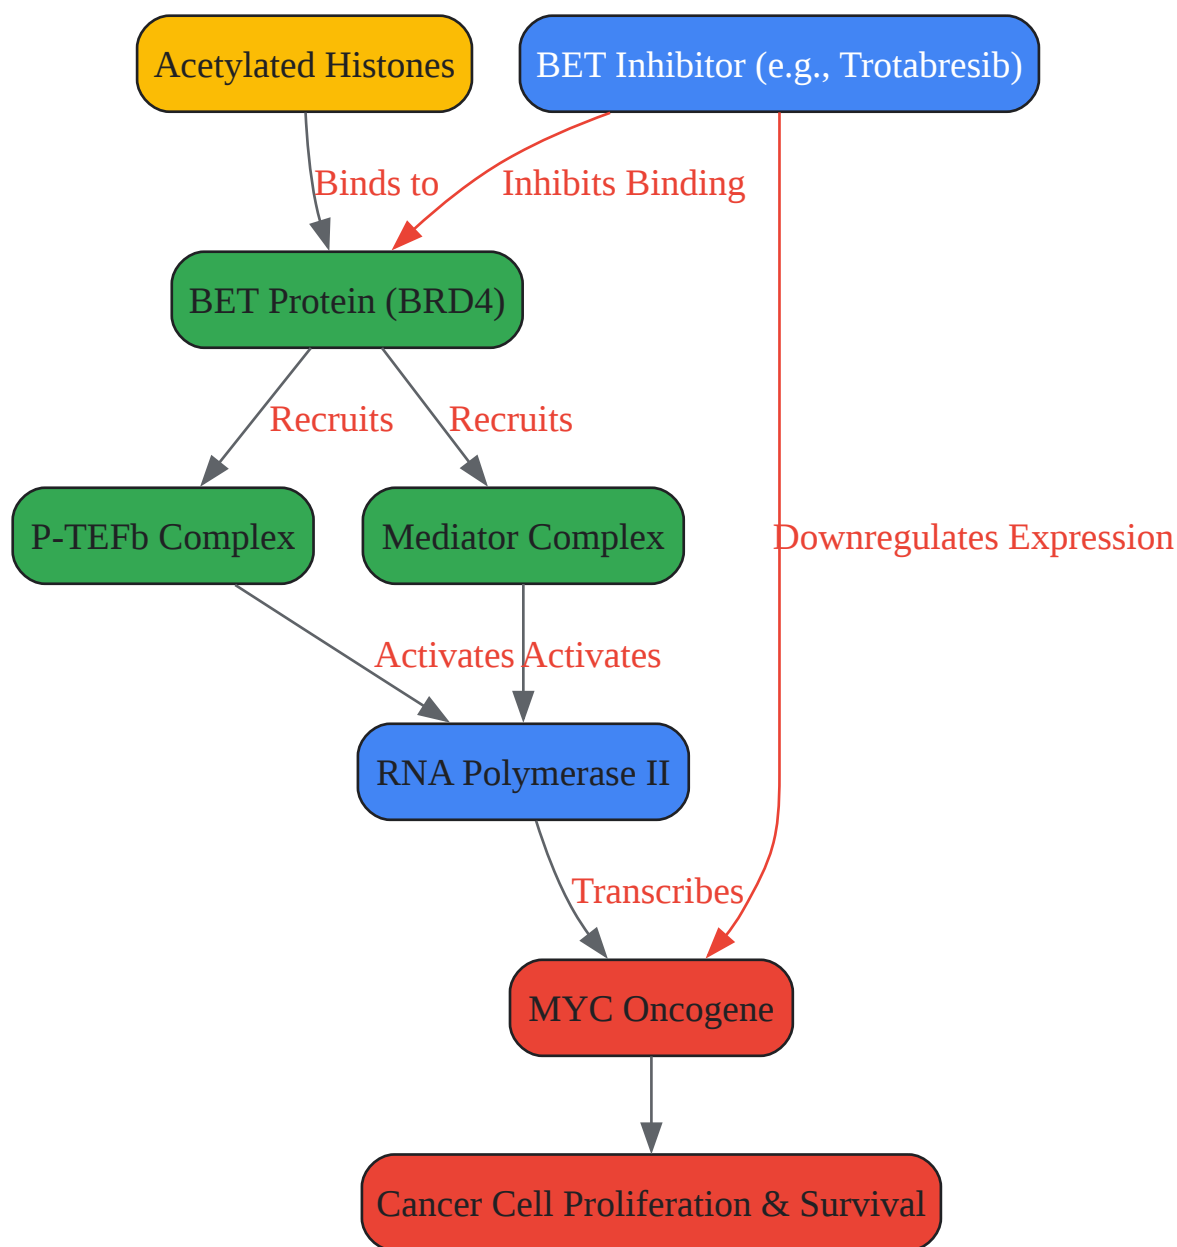 Acetylated Histones
BET Inhibitor (e.g., Trotabresib)
Binds to
Inhibits Binding
BET Protein (BRD4)
Recruits
Recruits
P-TEFb Complex
Mediator Complex
Downregulates Expression
Activates
Activates
RNA Polymerase II
Transcribes
MYC Oncogene
Cancer Cell Proliferation & Survival